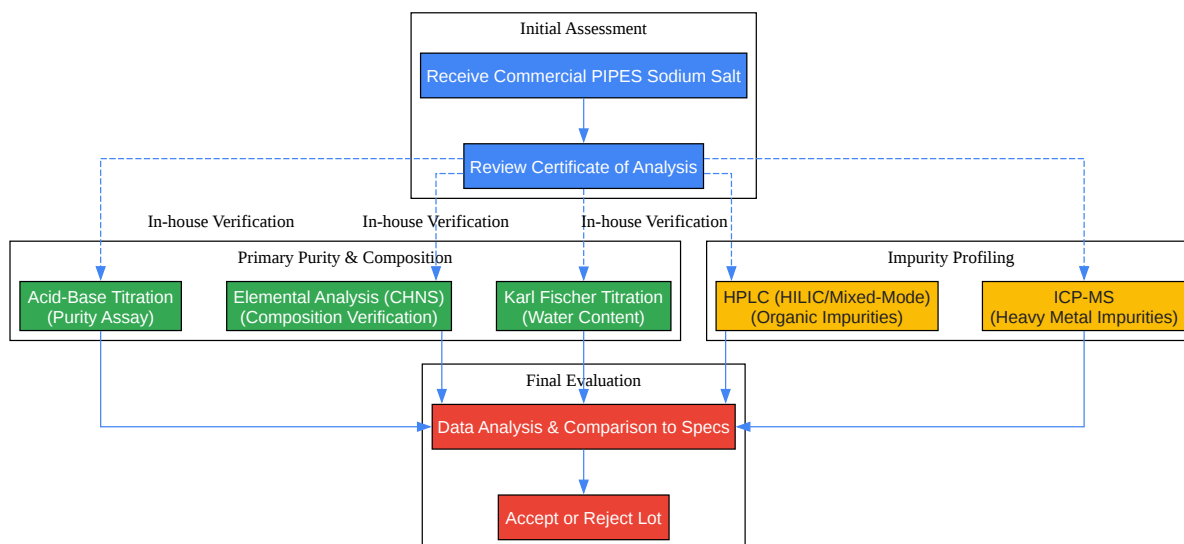 Initial Assessment
Receive Commercial PIPES Sodium Salt
Review Certificate of Analysis
In-house Verification
In-house Verification
In-house Verification
Primary Purity & Composition
Impurity Profiling
Acid-Base Titration
(Purity Assay)
Elemental Analysis (CHNS)
(Composition Verification)
Karl Fischer Titration
(Water Content)
HPLC (HILIC/Mixed-Mode)
(Organic Impurities)
ICP-MS
(Heavy Metal Impurities)
Final Evaluation
Data Analysis & Comparison to Specs
Accept or Reject Lot